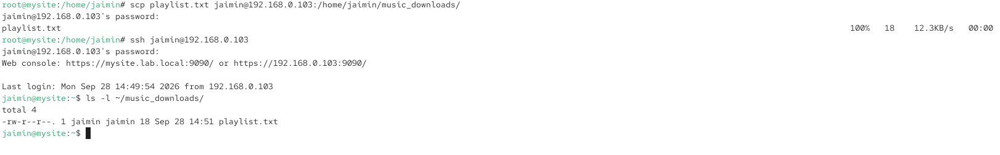 root@mysite:/home/jaimin# scp playlist.txt jaimin@192.168.0.103:/home/jaimin/music_downloads/
jaimin@192.168.0.103's password:
playlist.txt 100% 18 12.3KB/s 00:00
root@mysite:/home/jaimin# ssh jaimin@192.168.0.103
jaimin@192.168.0.103's password:
Web console: https://mysite.lab.local:9090/ or https://192.168.0.103:9090/
Last login: Mon Sep 28 14:49:54 2026 from 192.168.0.103
jaimin@mysite:~$ ls -l ~/music_downloads/
total 4
-rw-r--r--. 1 jaimin jaimin 18 Sep 28 14:51 playlist.txt
jaimin@mysite:~$